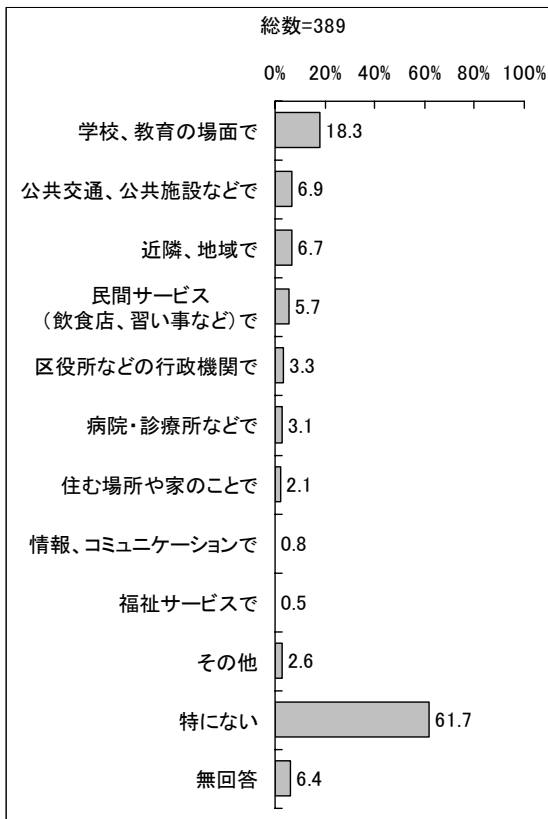 総数=389
0% 20% 40% 60% 80% 100%
学校、教育の場面で 18.3
公共交通、公共施設などで 6.9
近隣、地域で 6.7
民間サービス
（飲食店、習い事など）で 5.7
区役所などの行政機関で 3.3
病院・診療所などで 3.1
住む場所や家のことで 2.1
情報、コミュニケーションで 0.8
福祉サービスで 0.5
その他 2.6
特にない 61.7
無回答 6.4